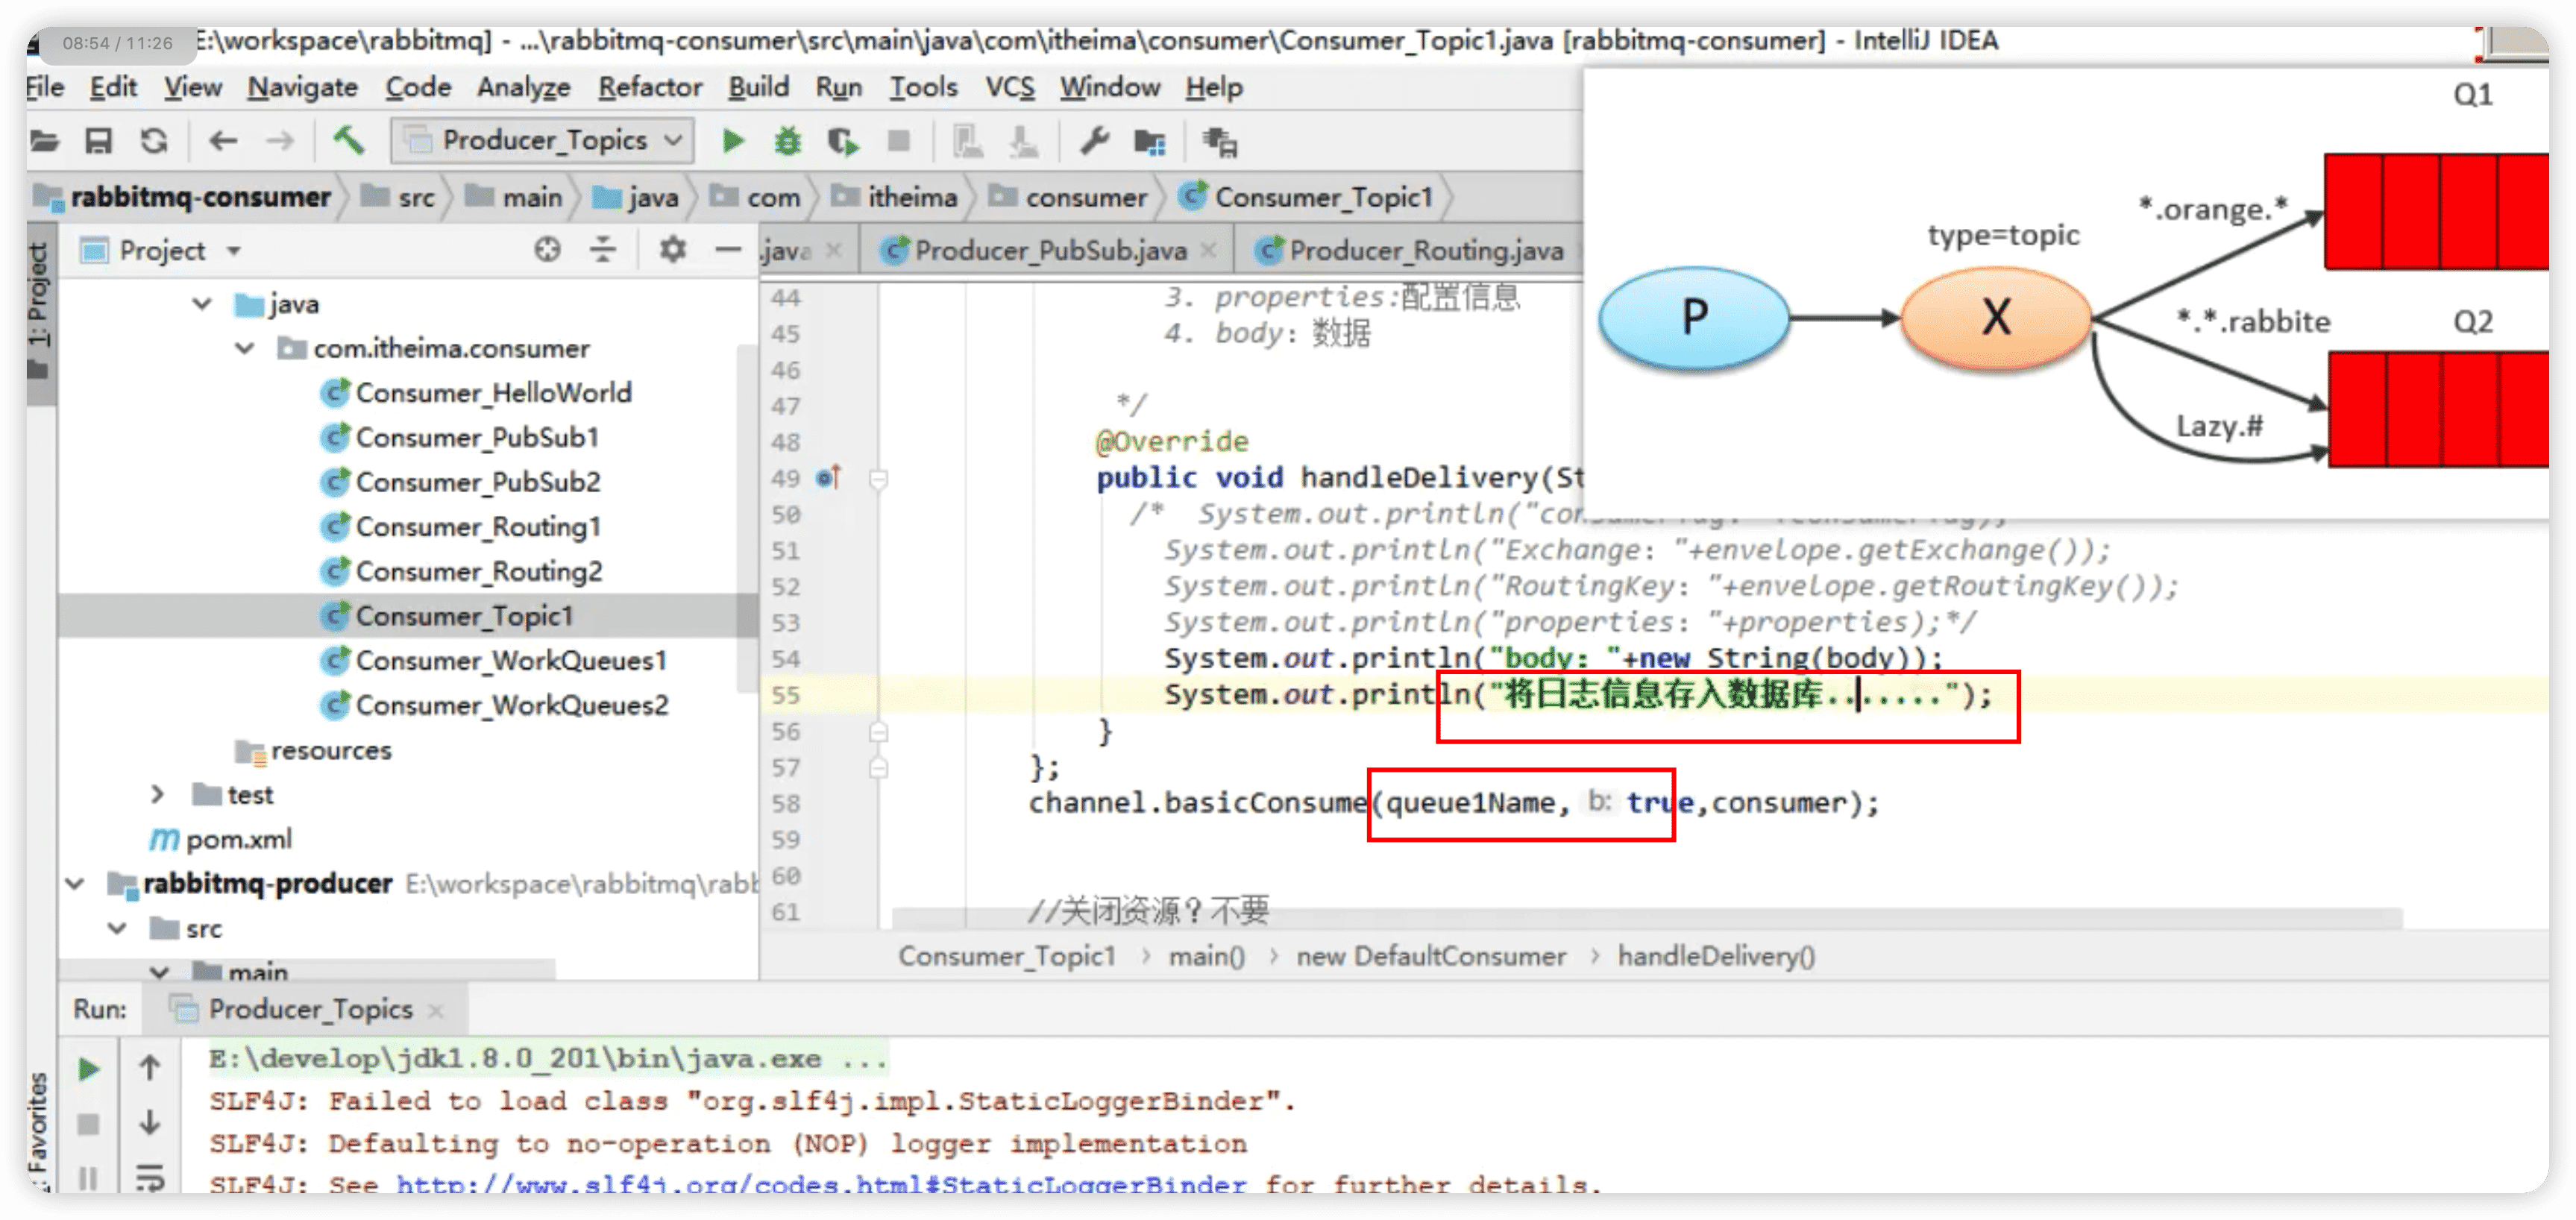 08:54 / 11:26
E:\workspace\rabbitmq] - ...\rabbitmq-consumer\src\main\java\com\itheima\consumer\Consumer_Topic1.java [rabbitmq-consumer] - IntelliJ IDEA
File Edit View Navigate Code Analyze Refactor Build Run Tools VCS Window Help
Producer_Topics
rabbitmq-consumer src main java com itheima consumer Consumer_Topic1
1: Project
Project
.java Producer_PubSub.java Producer_Routing.java
java
com.itheima.consumer
Consumer_HelloWorld
Consumer_PubSub1
Consumer_PubSub2
Consumer_Routing1
Consumer_Routing2
Consumer_Topic1
Consumer_WorkQueues1
Consumer_WorkQueues2
resources
test
pom.xml
rabbitmq-producer E:\workspace\rabbitmq\rabb
src
main
44 3. properties:配置信息
45 4. body: 数据
46
47 */
48 @Override
49 public void handleDelivery(St
50 /* System.out.println("consumerTag: "+consumerTag);
51 System.out.println("Exchange: "+envelope.getExchange());
52 System.out.println("RoutingKey: "+envelope.getRoutingKey());
53 System.out.println("properties: "+properties);*/
54 System.out.println("body: "+new String(body));
55 System.out.println("将日志信息存入数据库.......");
56 }
57 };
58 channel.basicConsume(queue1Name, b: true,consumer);
59
60
61 //关闭资源？不要
Consumer_Topic1 › main() › new DefaultConsumer › handleDelivery()
Q1
*.orange.*
type=topic
P
X
*.*.rabbite
Q2
Lazy.#
Run: Producer_Topics
Favorites
E:\develop\jdk1.8.0_201\bin\java.exe ...
SLF4J: Failed to load class "org.slf4j.impl.StaticLoggerBinder".
SLF4J: Defaulting to no-operation (NOP) logger implementation
SLF4J: See http://www.slf4j.org/codes.html#StaticLoggerBinder for further details.